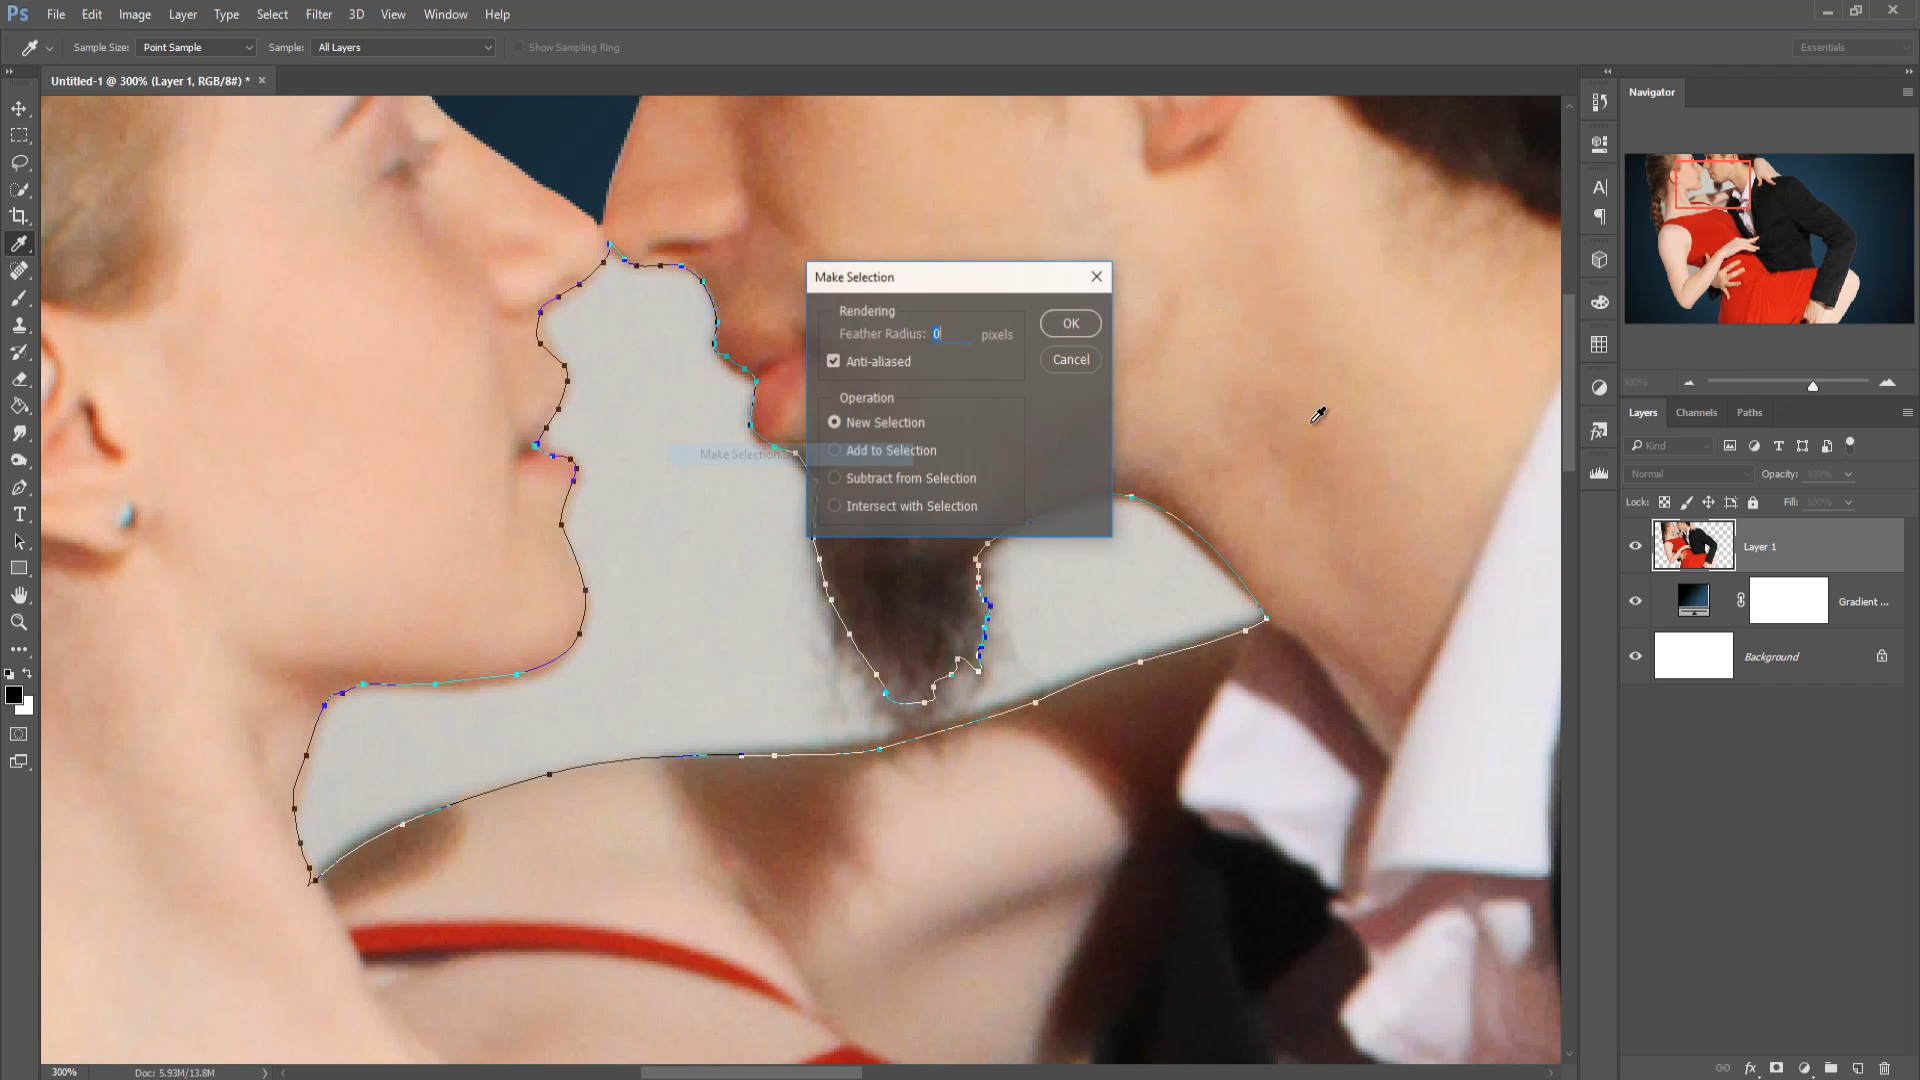 Ps File Edit Image Layer Type Select Filter 3D View Window Help
Sample Size: Point Sample Sample: All Layers Show Sampling Ring Essentials
Untitled-1 @ 300% (Layer 1, RGB/8#) *
Navigator
Make Selection
Rendering
Feather Radius: 0 pixels
OK
Anti-aliased
Cancel
Operation
New Selection
Add to Selection
Make Selection...
Subtract from Selection
Intersect with Selection
300%
Layers Channels Paths
Kind
Normal Opacity: 100%
Lock: Fill: 100%
Layer 1
Gradient ...
Background
300% Doc: 5.93M/13.8M